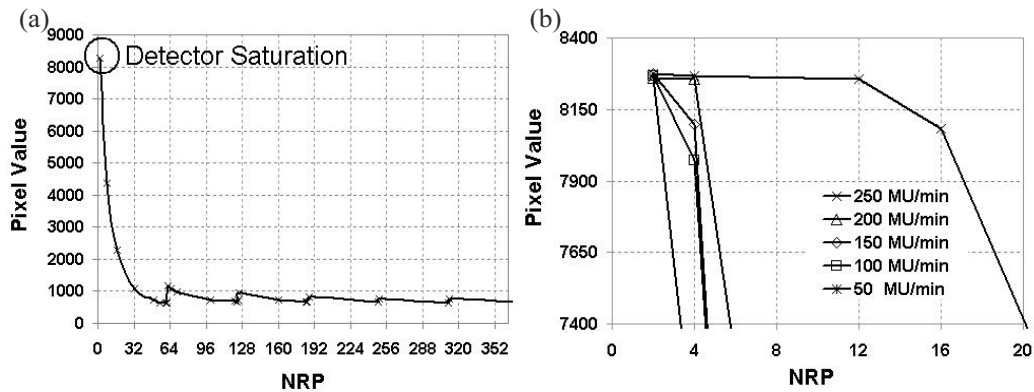 (a)
9000
8000
7000
6000
5000
4000
3000
2000
1000
0
Pixel Value
Detector Saturation
0 32 64 96 128 160 192 224 256 288 320 352
NRP
(b)
8400
8150
7900
7650
7400
Pixel Value
250 MU/min
200 MU/min
150 MU/min
100 MU/min
50 MU/min
0 4 8 12 16 20
NRP